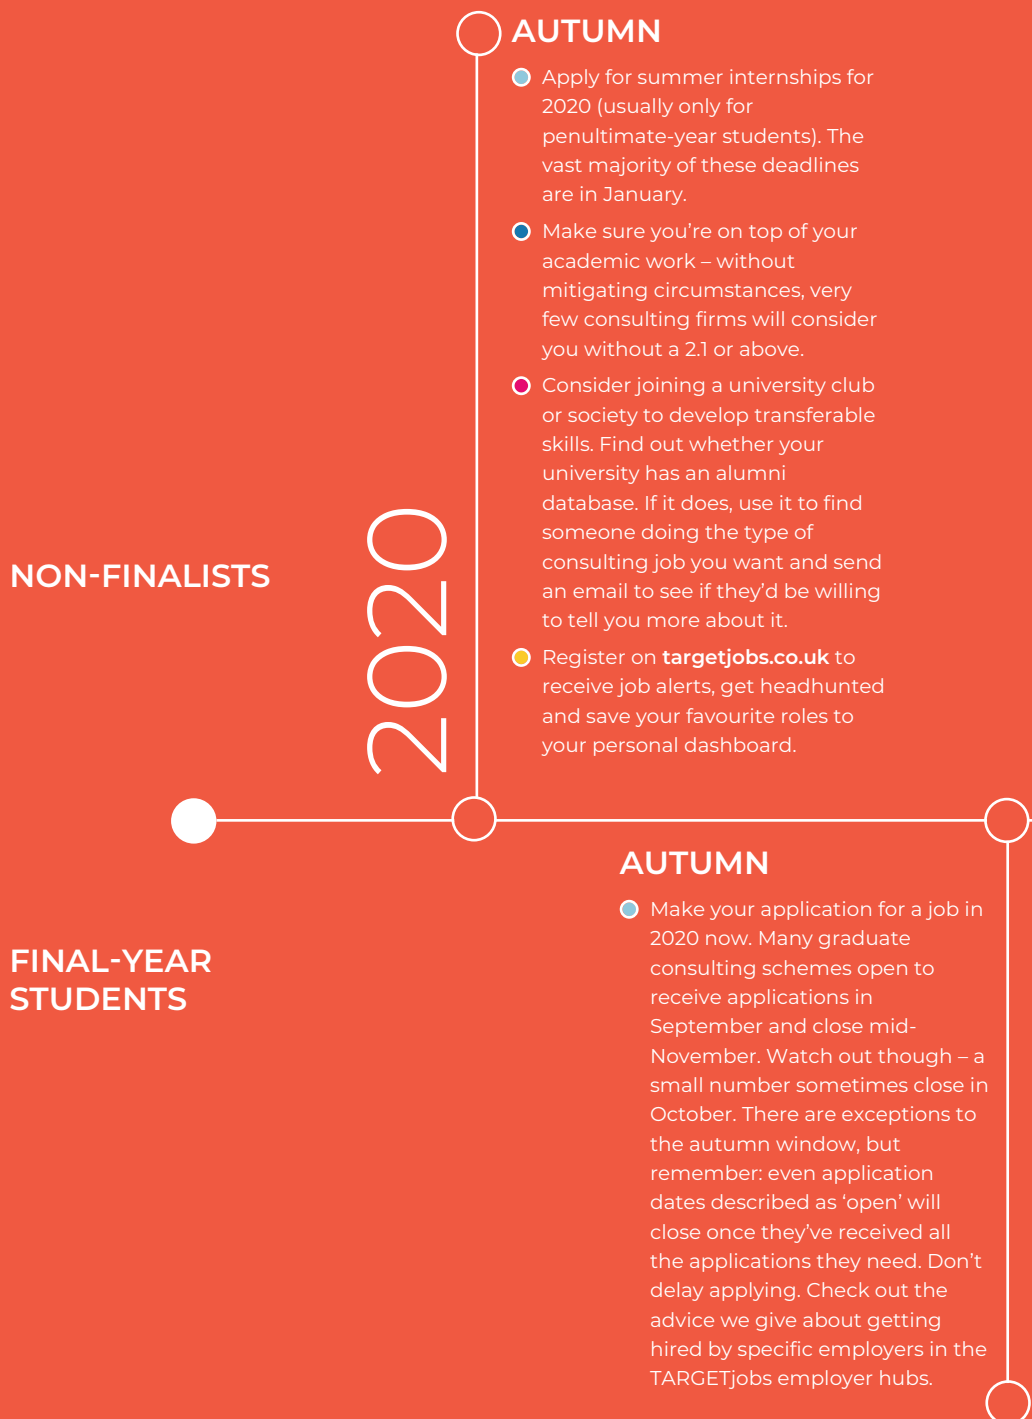 AUTUMN
Apply for summer internships for
2020 (usually only for
penultimate-year students). The
vast majority of these deadlines
are in January.
Make sure you’re on top of your
academic work – without
mitigating circumstances, very
few consulting firms will consider
you without a 2.1 or above.
Consider joining a university club
or society to develop transferable
skills. Find out whether your
university has an alumni
database. If it does, use it to find
someone doing the type of
consulting job you want and send
an email to see if they’d be willing
to tell you more about it.
Register on targetjobs.co.uk to
receive job alerts, get headhunted
and save your favourite roles to
your personal dashboard.
NON-FINALISTS
2020
AUTUMN
Make your application for a job in
2020 now. Many graduate
consulting schemes open to
receive applications in
September and close mid-
November. Watch out though – a
small number sometimes close in
October. There are exceptions to
the autumn window, but
remember: even application
dates described as ‘open’ will
close once they’ve received all
the applications they need. Don’t
delay applying. Check out the
advice we give about getting
hired by specific employers in the
TARGETjobs employer hubs.
FINAL-YEAR
STUDENTS